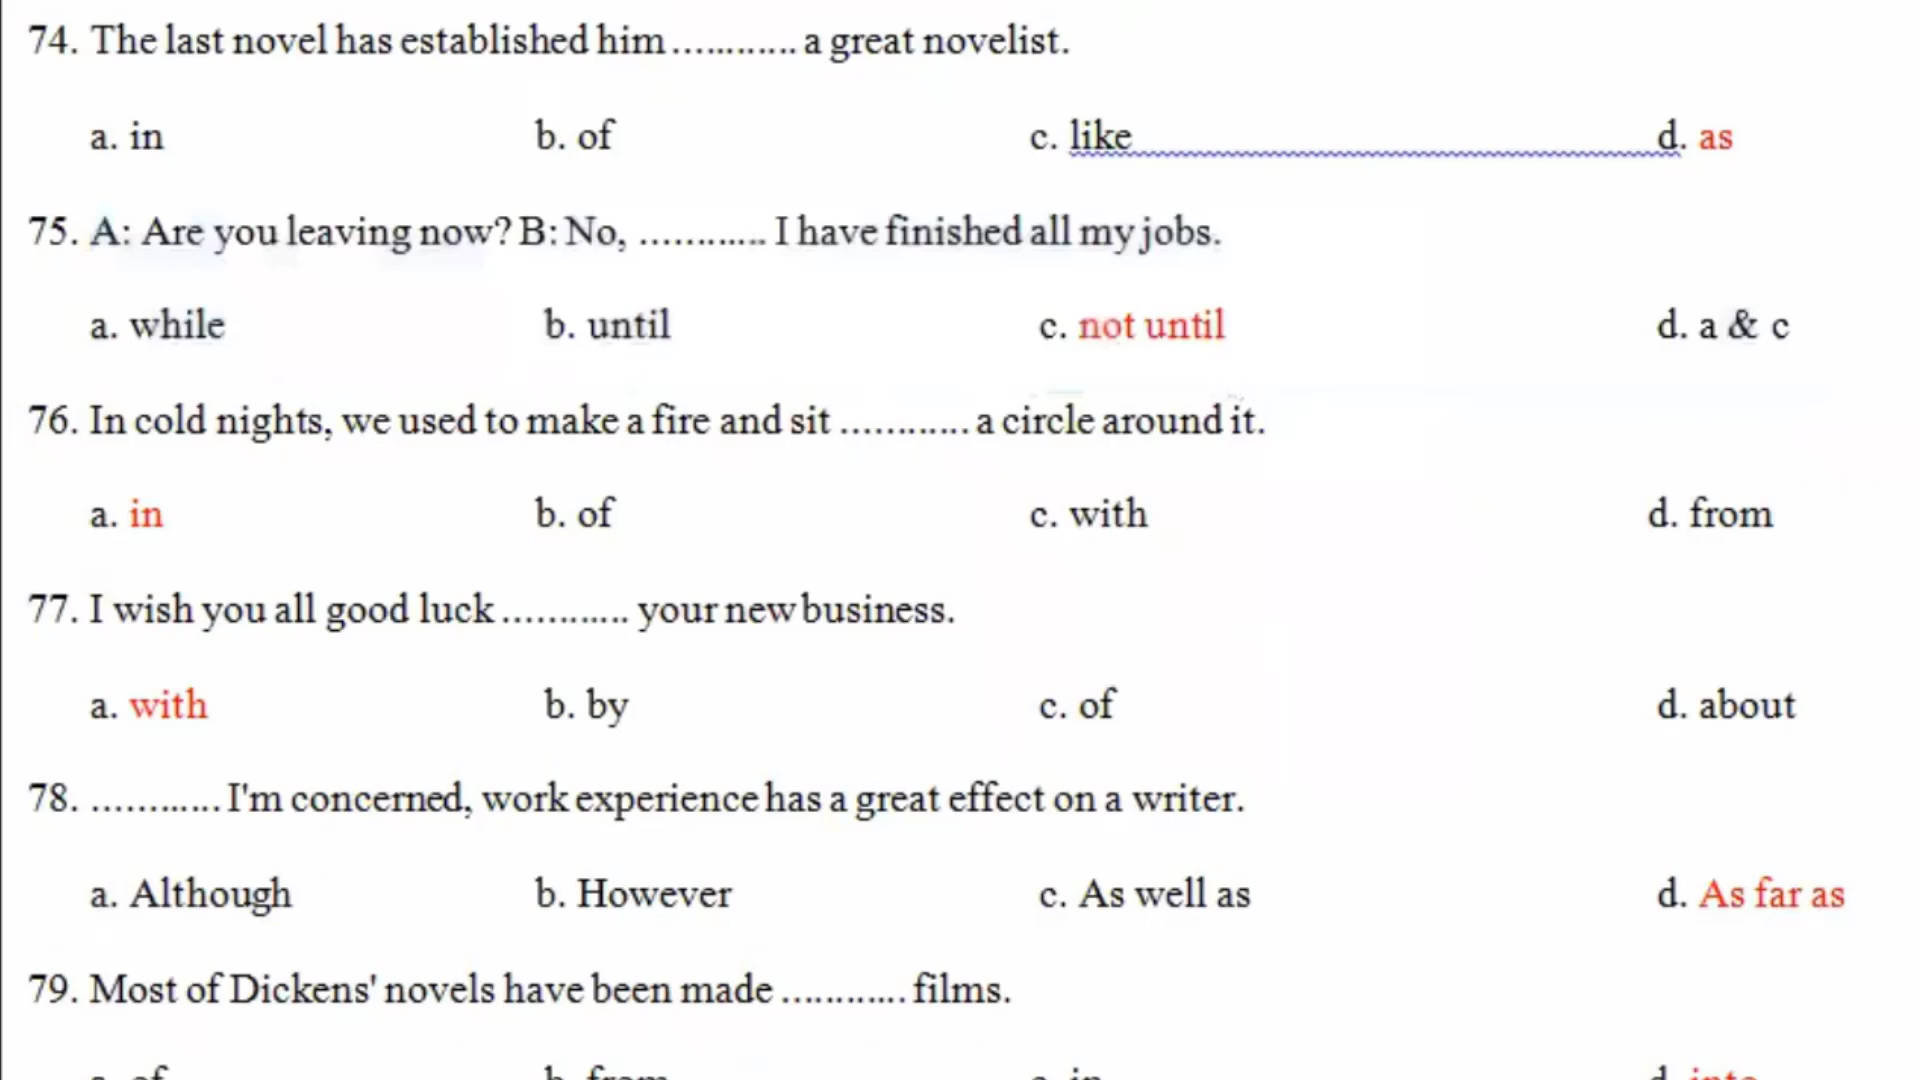 74. The last novel has established him ............ a great novelist.
a. in b. of c. like d. as
75. A: Are you leaving now? B: No, ............ I have finished all my jobs.
a. while b. until c. not until d. a & c
76. In cold nights, we used to make a fire and sit ............ a circle around it.
a. in b. of c. with d. from
77. I wish you all good luck ............ your new business.
a. with b. by c. of d. about
78. ............ I'm concerned, work experience has a great effect on a writer.
a. Although b. However c. As well as d. As far as
79. Most of Dickens' novels have been made ............ films.
a. of b. from c. in d. into